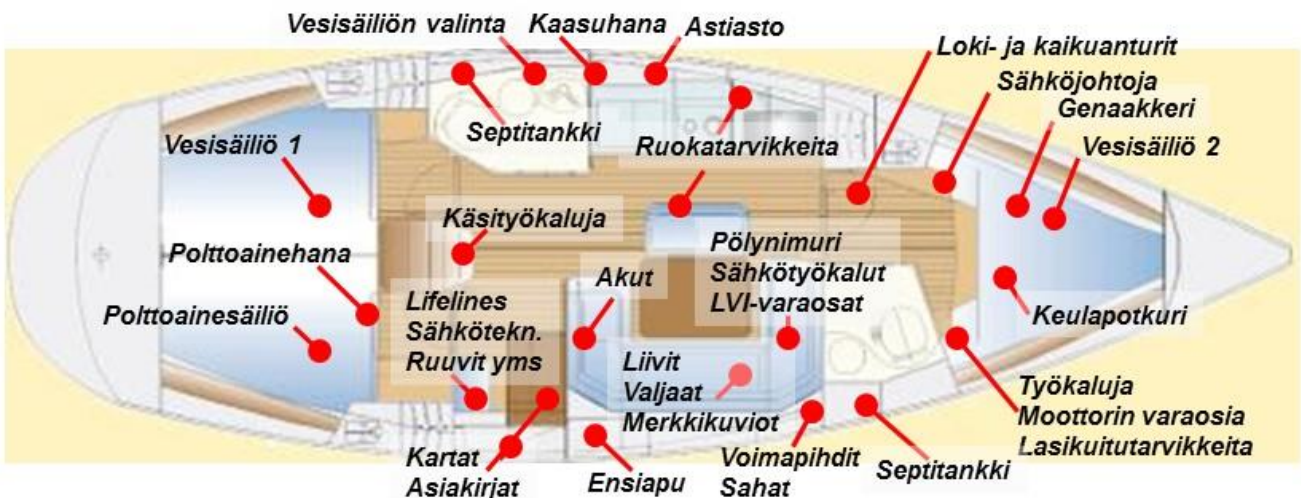 Vesisäiliön valinta
Kaasuhana
Astiasto
Loki- ja kaikuanturit
Sähköjohtoja
Genaakkeri
Vesisäiliö 2
Septitankki
Ruokatarvikkeita
Vesisäiliö 1
Käsityökaluja
Polttoainehana
Polttoainesäiliö
Lifelines
Sähkötekn.
Ruuvit yms
Akut
Pölynimuri
Sähkötyökalut
LVI-varaosat
Keulapotkuri
Liivit
Valjaat
Merkkikuviot
Työkaluja
Moottorin varaosia
Lasikuitutarvikkeita
Kartat
Asiakirjat
Ensiapu
Voimapihdit
Sahat
Septitankki